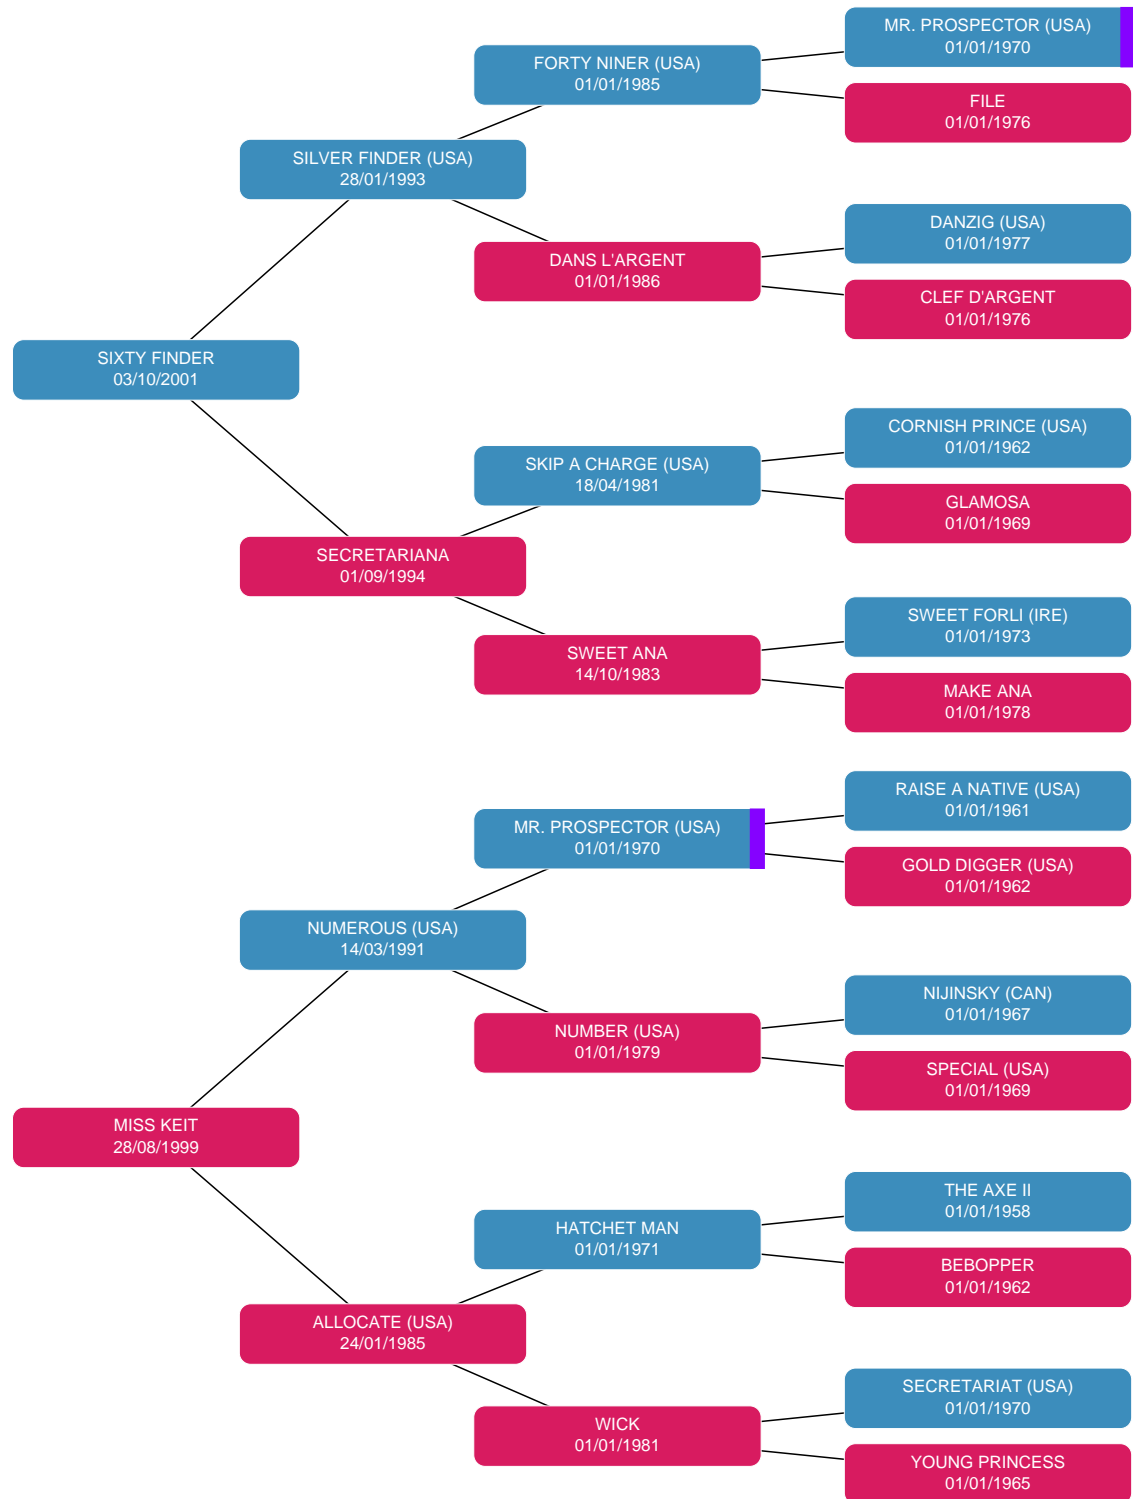 MR. PROSPECTOR (USA)
01/01/1970
FORTY NINER (USA)
01/01/1985
FILE
01/01/1976
SILVER FINDER (USA)
28/01/1993
DANZIG (USA)
01/01/1977
DANS L'ARGENT
01/01/1986
CLEF D'ARGENT
01/01/1976
SIXTY FINDER
03/10/2001
CORNISH PRINCE (USA)
01/01/1962
SKIP A CHARGE (USA)
18/04/1981
GLAMOSA
01/01/1969
SECRETARIANA
01/09/1994
SWEET FORLI (IRE)
01/01/1973
SWEET ANA
14/10/1983
MAKE ANA
01/01/1978
RAISE A NATIVE (USA)
01/01/1961
MR. PROSPECTOR (USA)
01/01/1970
GOLD DIGGER (USA)
01/01/1962
NUMEROUS (USA)
14/03/1991
NIJINSKY (CAN)
01/01/1967
NUMBER (USA)
01/01/1979
SPECIAL (USA)
01/01/1969
MISS KEIT
28/08/1999
THE AXE II
01/01/1958
HATCHET MAN
01/01/1971
BEBOPPER
01/01/1962
ALLOCATE (USA)
24/01/1985
SECRETARIAT (USA)
01/01/1970
WICK
01/01/1981
YOUNG PRINCESS
01/01/1965